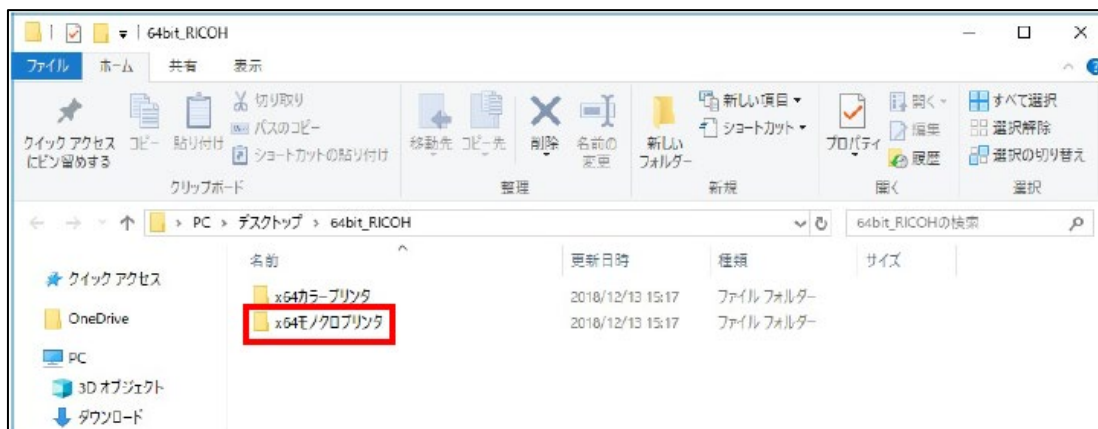 64bit_RICOH
ファイル ホーム 共有 表示
クイック アクセス
にピン留めする
コピー
貼り付け
切り取り
パスのコピー
ショートカットの貼り付け
クリップボード
移動先
コピー先
削除
名前の
変更
整理
新しい
フォルダー
新しい項目
ショートカット
新規
プロパティ
開く
編集
履歴
開く
すべて選択
選択解除
選択の切り替え
選択
PC › デスクトップ › 64bit_RICOH
64bit_RICOHの検索
名前 更新日時 種類 サイズ
x64カラープリンタ 2018/12/13 15:17 ファイル フォルダー
x64モノクロプリンタ 2018/12/13 15:17 ファイル フォルダー
クイック アクセス
OneDrive
PC
3D オブジェクト
ダウンロード